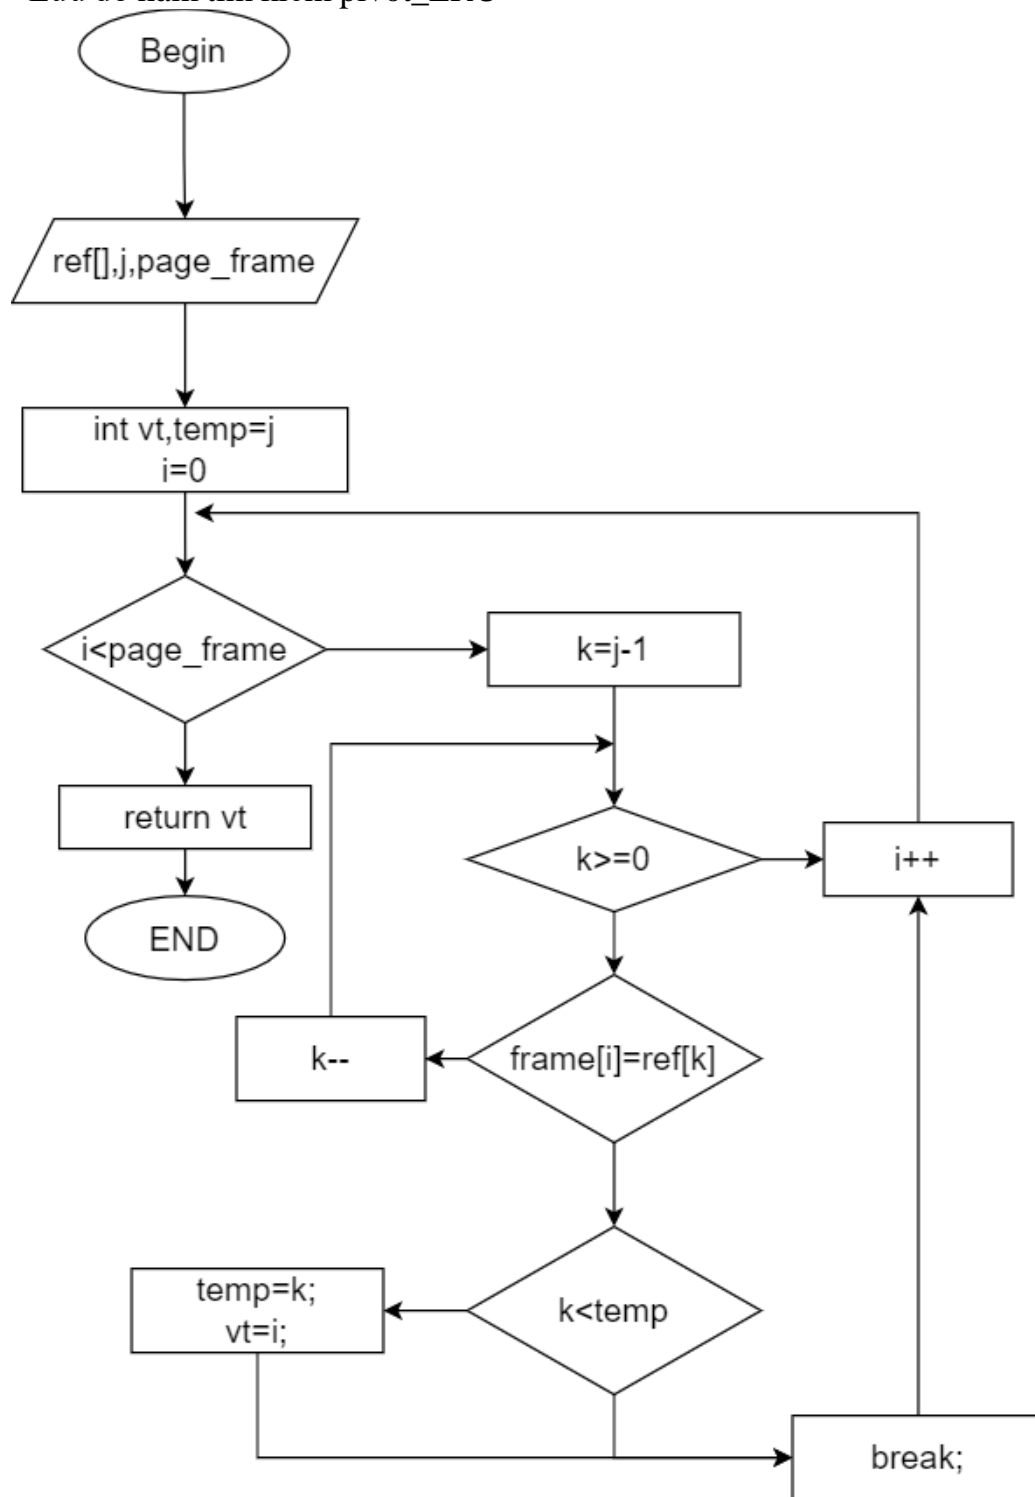 Begin
ref[],j,page_frame
int vt,temp=j
i=0
i<page_frame
k=j-1
return vt
k>=0
i++
END
k--
frame[i]=ref[k]
temp=k;
vt=i;
k<temp
break;